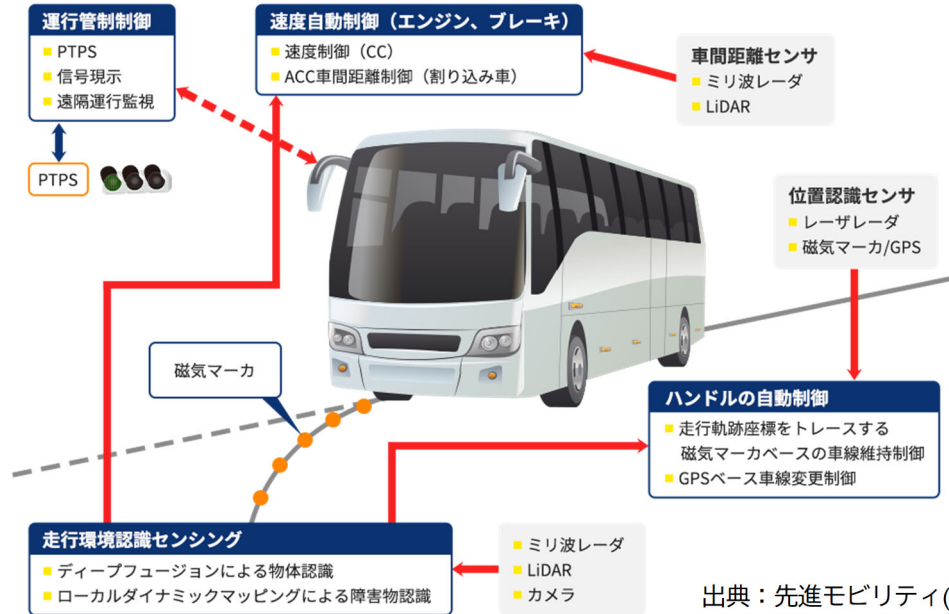 運行管制制御
PTPS
信号現示
遠隔運行監視
PTPS
速度自動制御（エンジン、ブレーキ）
速度制御（CC）
ACC車間距離制御（割り込み車）
車間距離センサ
ミリ波レーダ
LiDAR
位置認識センサ
レーザレーダ
磁気マーカ/GPS
磁気マーカ
ハンドルの自動制御
走行軌跡座標をトレースする
磁気マーカベースの車線維持制御
GPSベース車線変更制御
走行環境認識センシング
ディープフュージョンによる物体認識
ローカルダイナミックマッピングによる障害物認識
ミリ波レーダ
LiDAR
カメラ
出典：先進モビリティ(